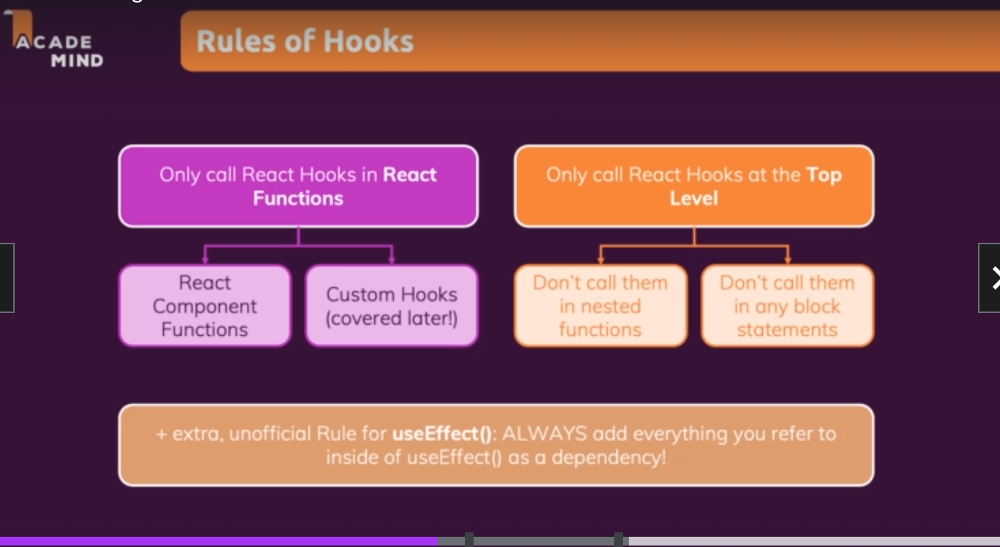 ACADE
MIND
Rules of Hooks
Only call React Hooks in React
Functions
Only call React Hooks at the Top
Level
React
Component
Functions
Custom Hooks
(covered later!)
Don't call them
in nested
functions
Don't call them
in any block
statements
+ extra, unofficial Rule for useEffect(): ALWAYS add everything you refer to
inside of useEffect() as a dependency!